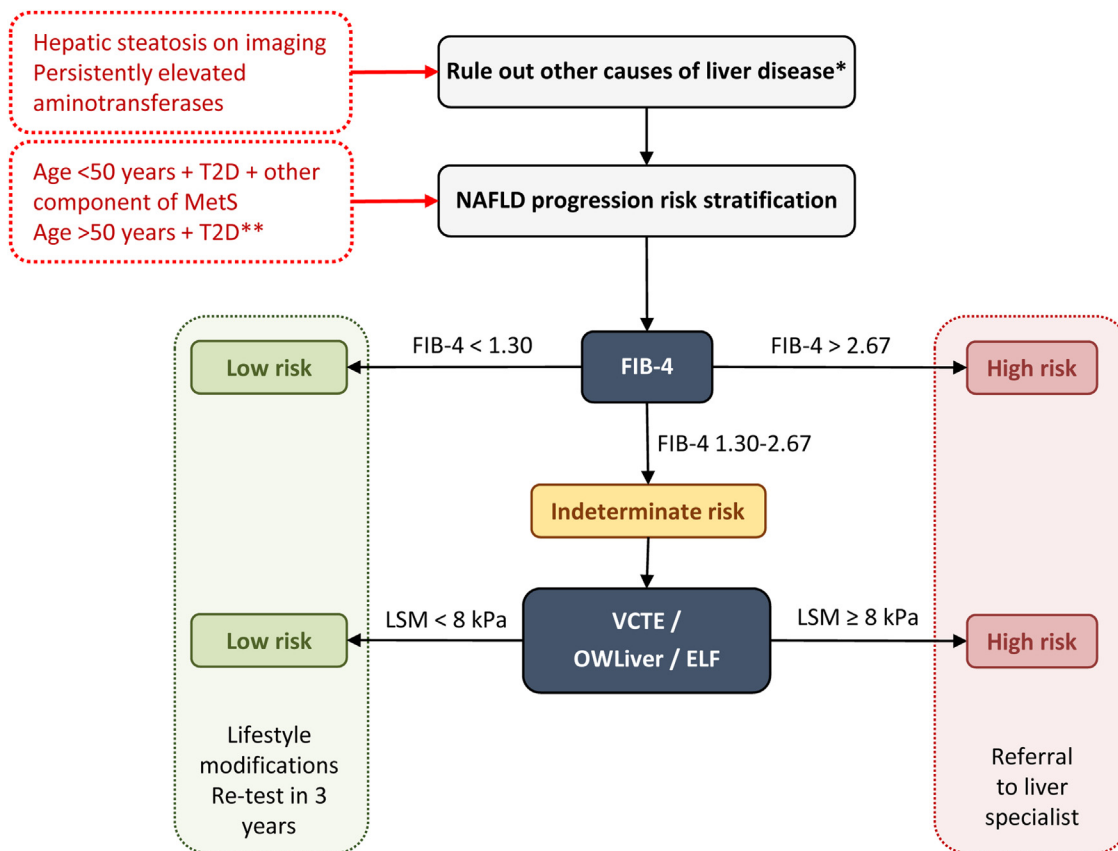 Hepatic steatosis on imaging
Persistently elevated
aminotransferases
Rule out other causes of liver disease*
Age <50 years + T2D + other
component of MetS
Age >50 years + T2D**
NAFLD progression risk stratification
FIB-4 < 1.30
FIB-4 > 2.67
Low risk
FIB-4
High risk
FIB-4 1.30-2.67
Indeterminate risk
LSM < 8 kPa
LSM ≥ 8 kPa
Low risk
VCTE /
OWLiver / ELF
High risk
Lifestyle
modifications
Re-test in 3
years
Referral
to liver
specialist